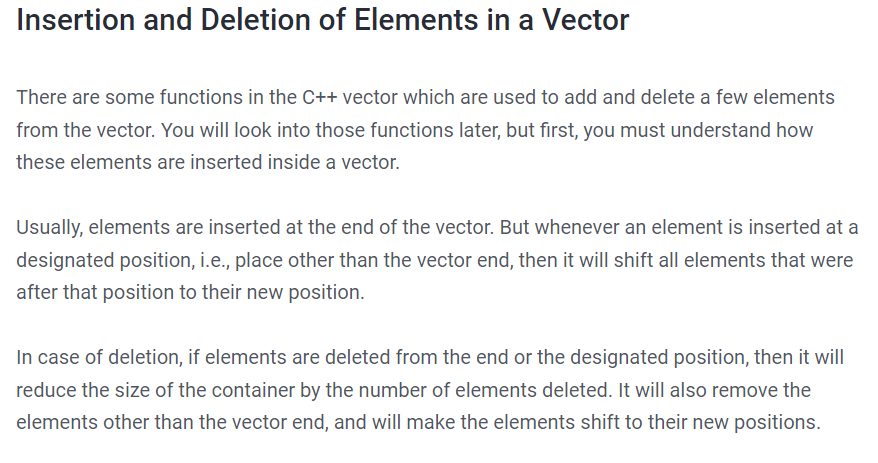 Insertion and Deletion of Elements in a Vector
There are some functions in the C++ vector which are used to add and delete a few elements
from the vector. You will look into those functions later, but first, you must understand how
these elements are inserted inside a vector.
Usually, elements are inserted at the end of the vector. But whenever an element is inserted at a
designated position, i.e., place other than the vector end, then it will shift all elements that were
after that position to their new position.
In case of deletion, if elements are deleted from the end or the designated position, then it will
reduce the size of the container by the number of elements deleted. It will also remove the
elements other than the vector end, and will make the elements shift to their new positions.